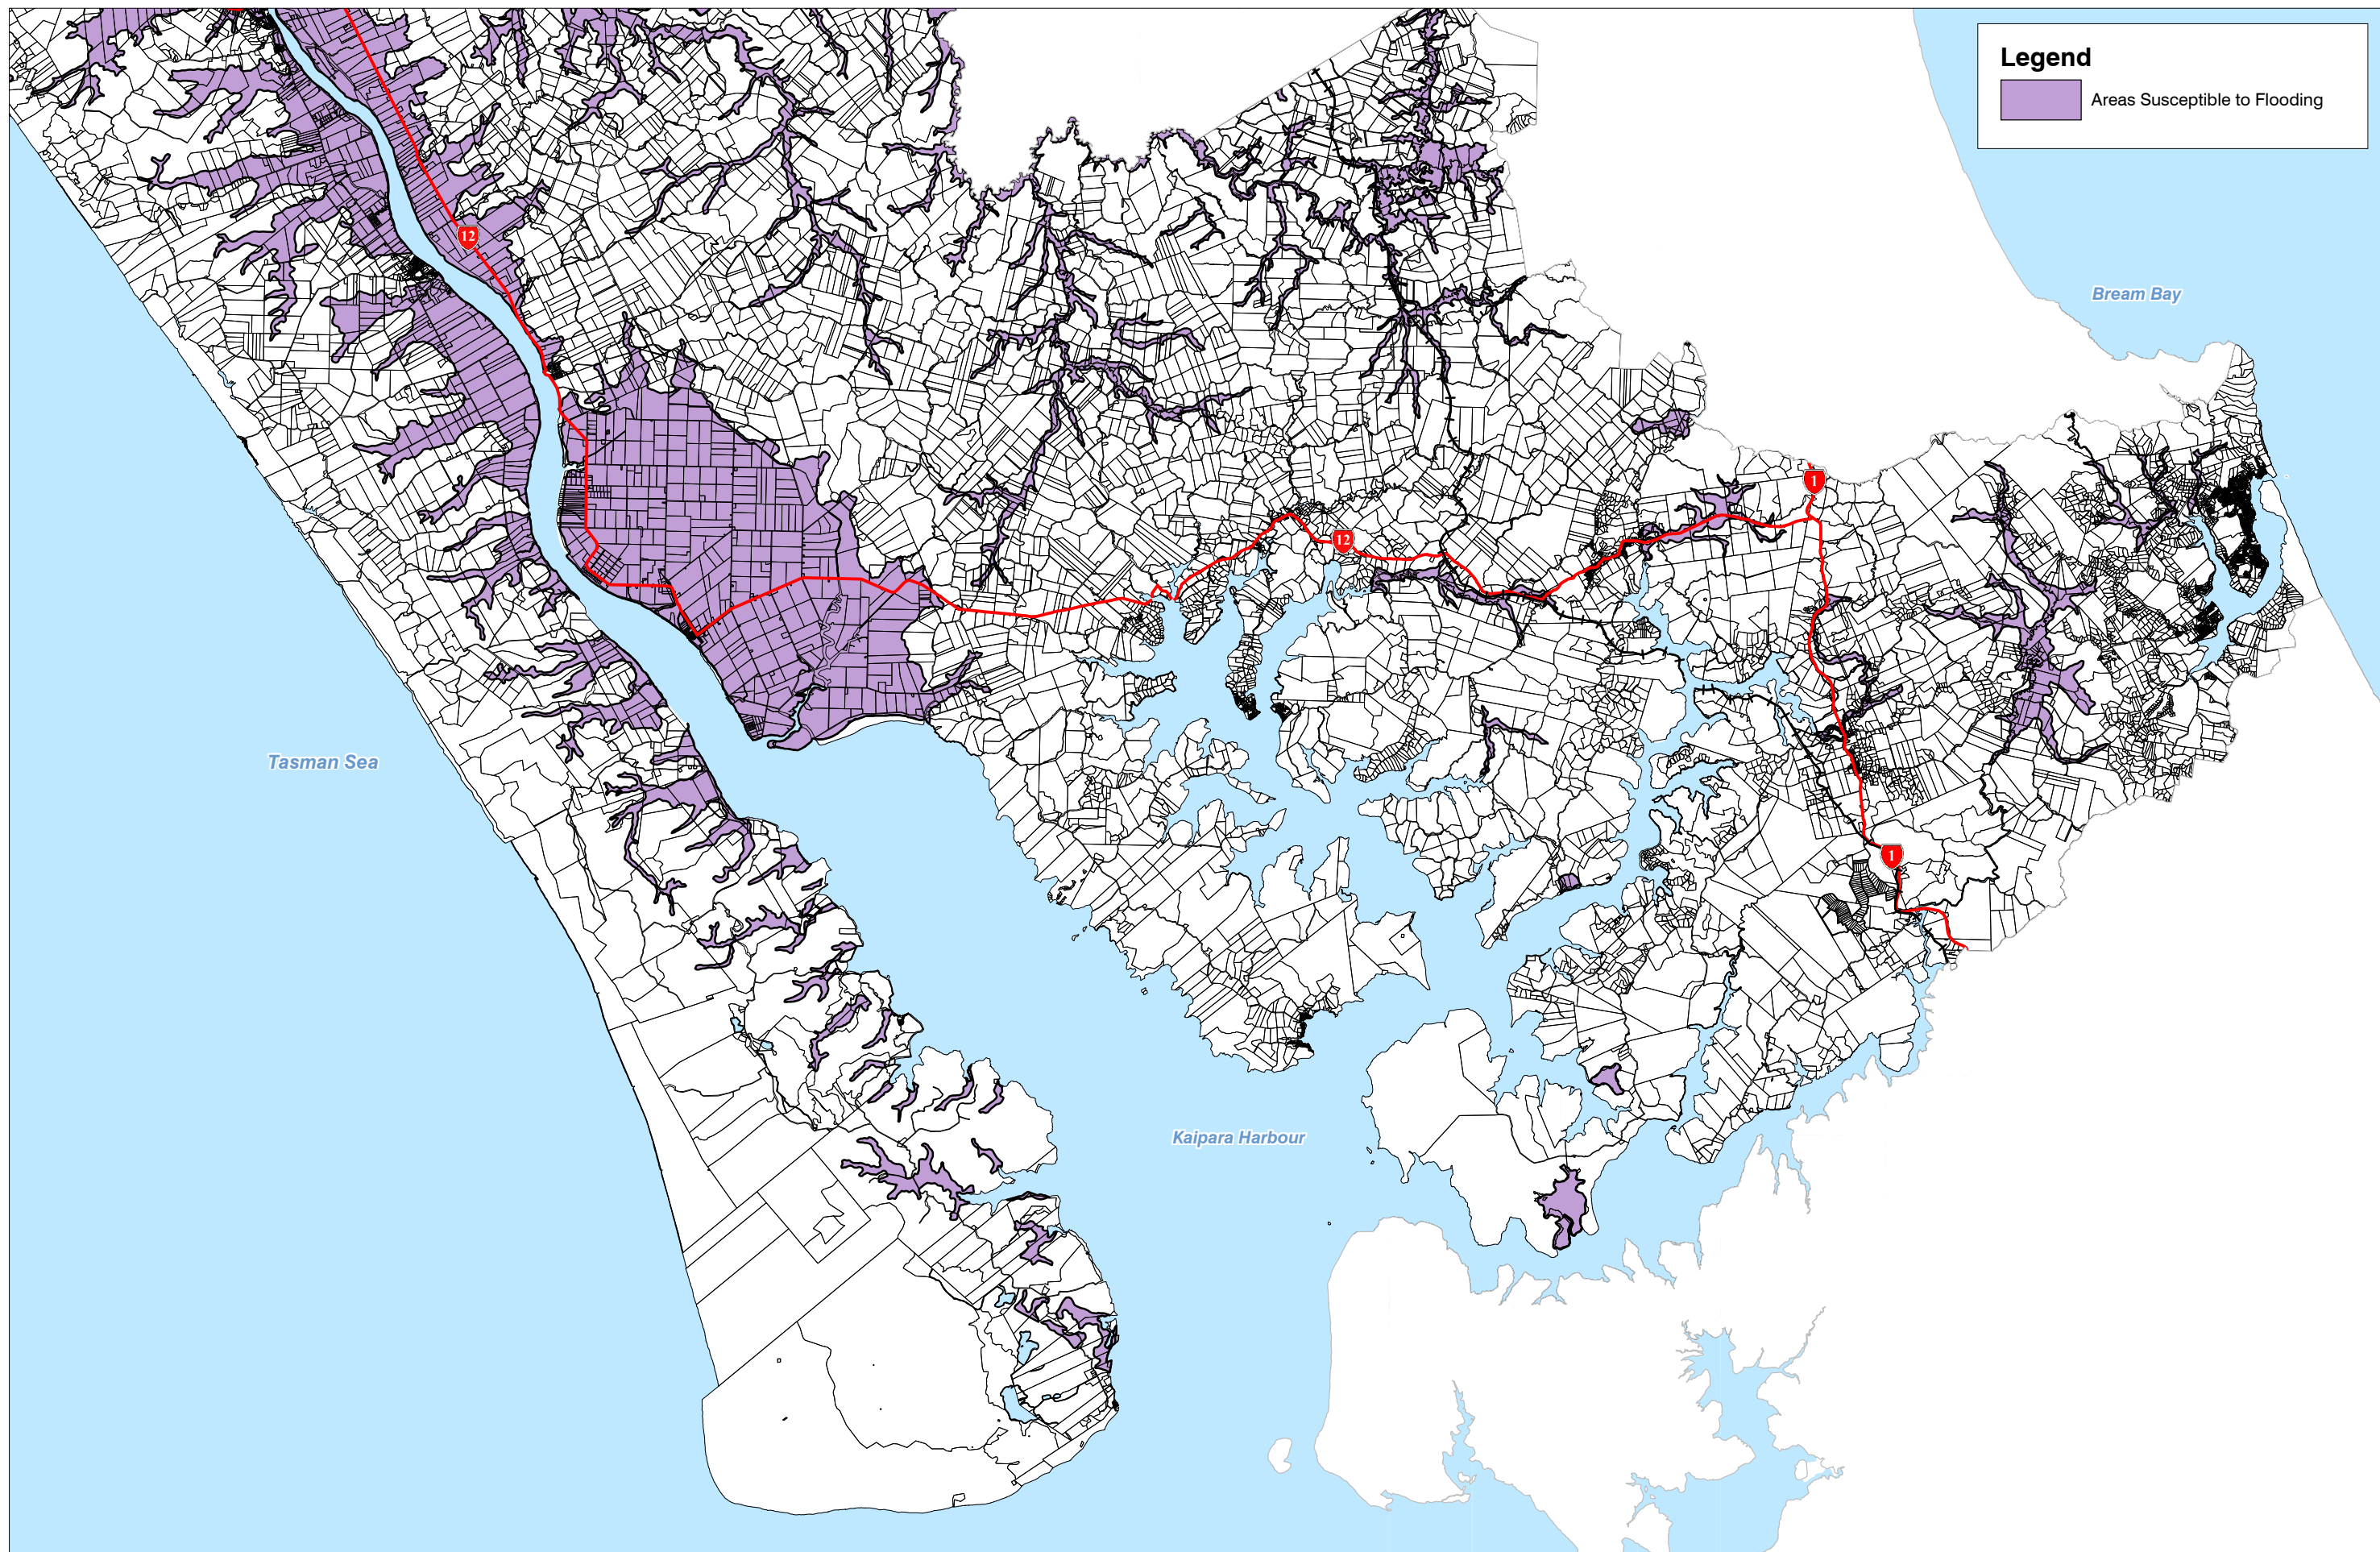 Legend
Areas Susceptible to Flooding
12
Bream Bay
1
12
Tasman Sea
1
Kaipara Harbour